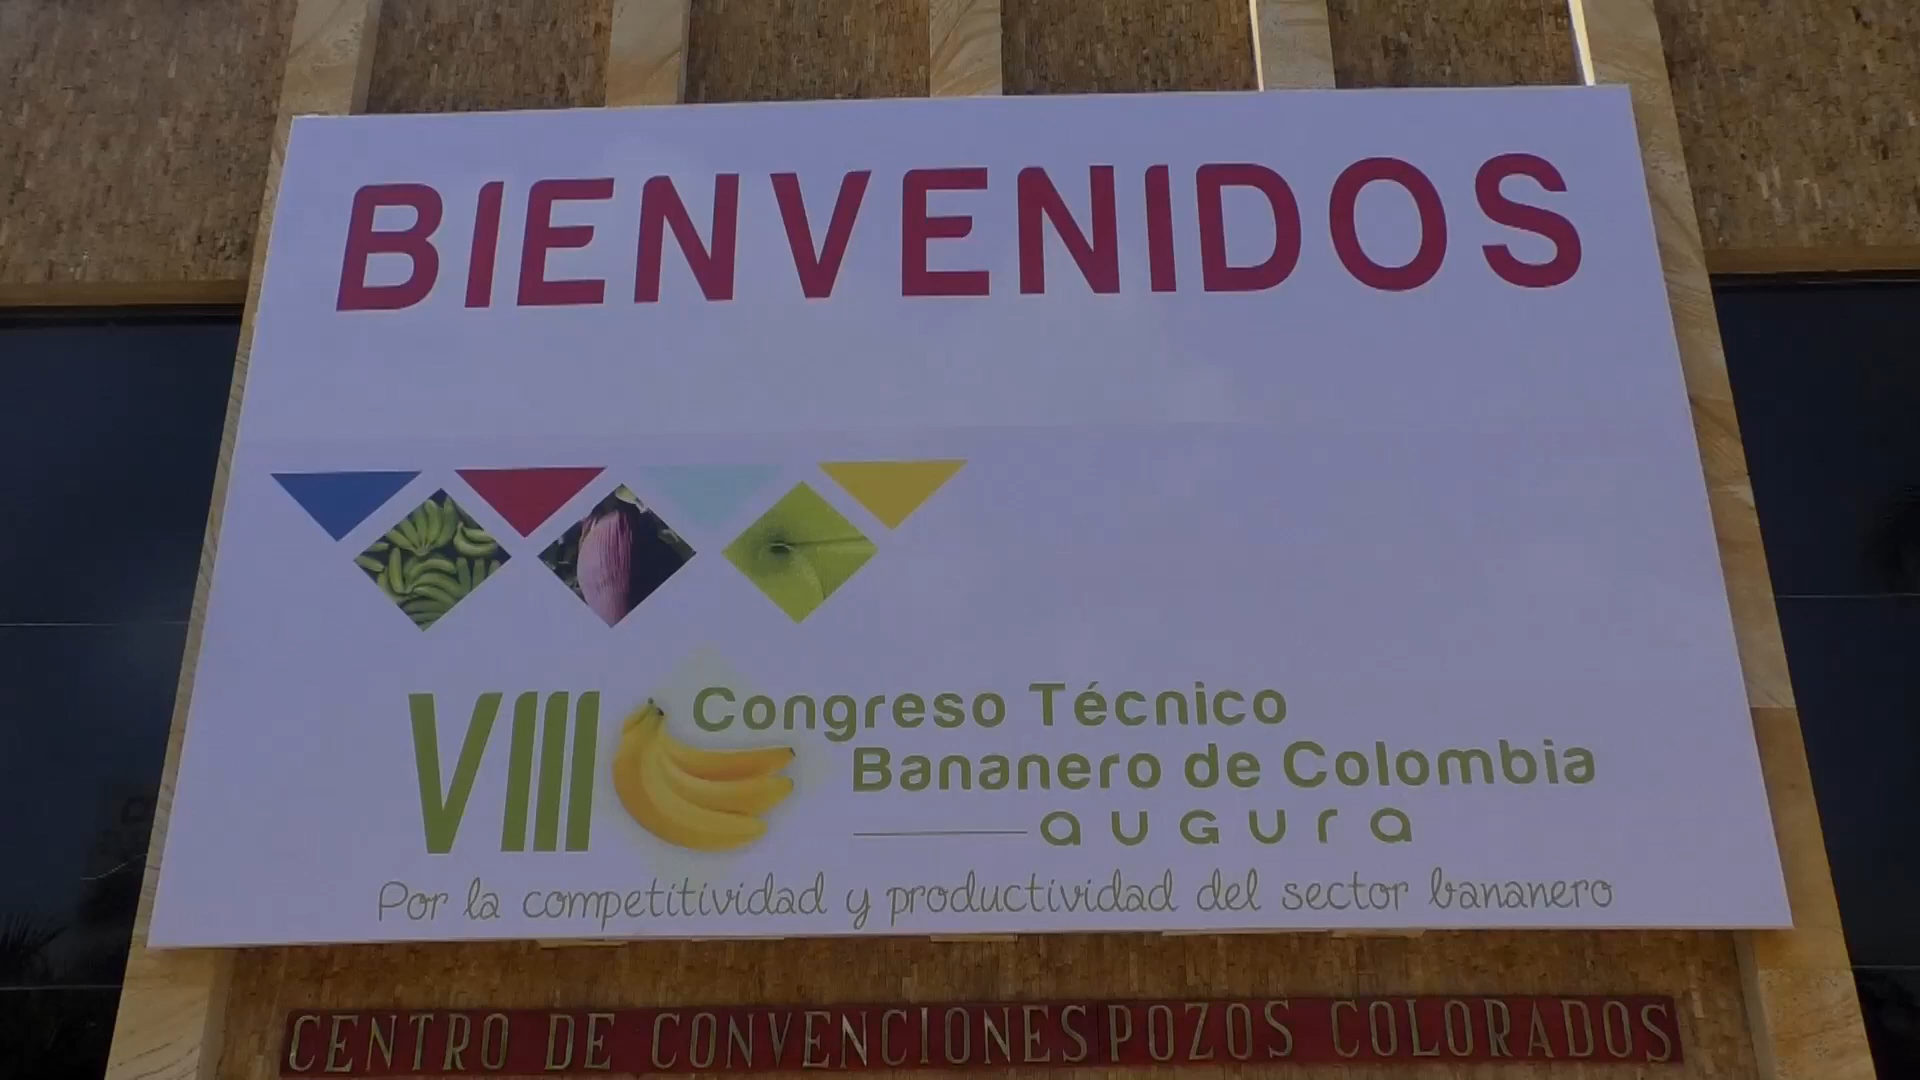 BIENVENIDOS
VIII Congreso Técnico
Bananero de Colombia
augura
Por la competitividad y productividad del sector bananero
CENTRO DE CONVENCIONES POZOS COLORADOS